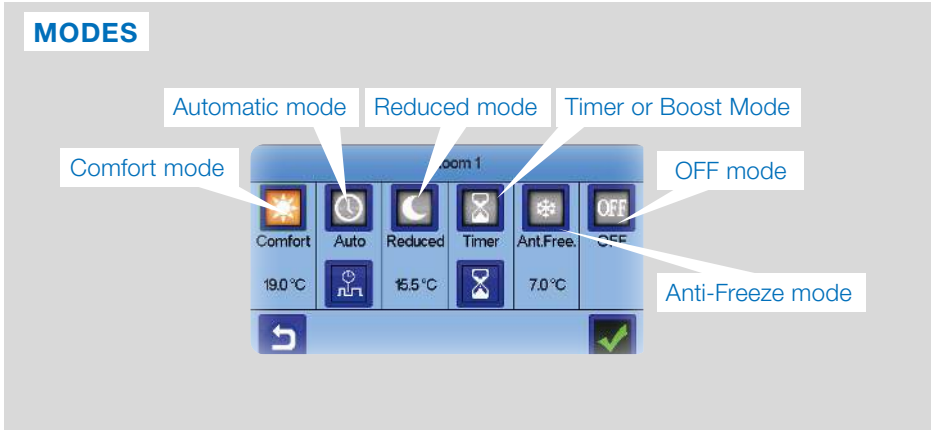 MODES
Automatic mode Reduced mode Timer or Boost Mode
Comfort mode OFF mode
oom 1
OFF
Comfort Auto Reduced Timer Ant.Free. OFF
19.0 °C 15.5 °C 7.0 °C
Anti-Freeze mode